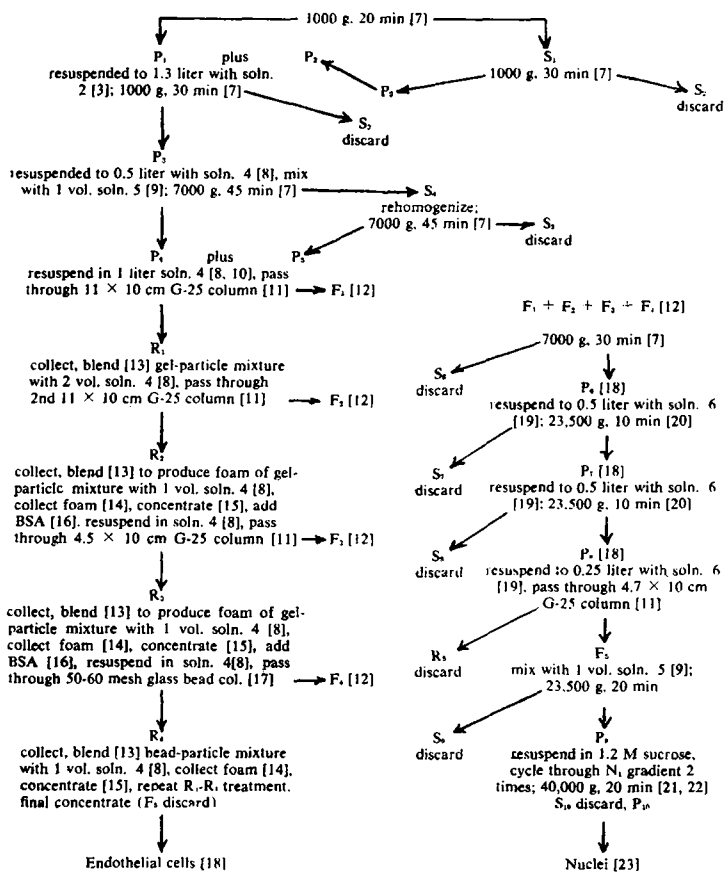 1000 g, 20 min [7]
P₁ plus P₂
resuspended to 1.3 liter with soln.
2 [3]; 1000 g, 30 min [7]
S₁
1000 g, 30 min [7]
P₂
S₂
discard
S₃
discard
P₃
resuspended to 0.5 liter with soln. 4 [8], mix
with 1 vol. soln. 5 [9]; 7000 g, 45 min [7]
S₄
rehomogenize;
7000 g, 45 min [7]
S₅
discard
P₄ plus P₅
resuspend in 1 liter soln. 4 [8, 10], pass
through 11 × 10 cm G-25 column [11] F₁ [12]
R₁
collect, blend [13] gel-particle mixture
with 2 vol. soln. 4 [8], pass through
2nd 11 × 10 cm G-25 column [11] F₂ [12]
R₂
collect, blend [13] to produce foam of gel-
particle mixture with 1 vol. soln. 4 [8],
collect foam [14], concentrate [15], add
BSA [16]. resuspend in soln. 4 [8], pass
through 4.5 × 10 cm G-25 column [11] F₃ [12]
R₃
collect, blend [13] to produce foam of gel-
particle mixture with 1 vol. soln. 4 [8],
collect foam [14], concentrate [15], add
BSA [16], resuspend in soln. 4[8], pass
through 50-60 mesh glass bead col. [17] F₄ [12]
R₄
collect, blend [13] bead-particle mixture
with 1 vol. soln. 4 [8], collect foam [14],
concentrate [15], repeat treatment.
final concentrate ( discard)
Endothelial cells [18]
F₁ + F₂ + F₃ + F₄ [12]
7000 g, 30 min [7]
S₆
discard
P₆ [18]
resuspend to 0.5 liter with soln. 6
[19]; 23,500 g, 10 min [20]
S₇
discard
P₇ [18]
resuspend to 0.5 liter with soln. 6
[19]; 23.500 g, 10 min [20]
S₈
discard
P₈ [18]
resuspend to 0.25 liter with soln. 6
[19], pass through 4.7 × 10 cm
G-25 column [11]
R₅
discard
F₅
mix with 1 vol. soln. 5 [9];
23.500 g, 20 min
S₉
discard
P₉
resuspend in 1.2 M sucrose,
cycle through N₁ gradient 2
times; 40,000 g, 20 min [21, 22]
S₁₀ discard, P₁₀
Nuclei [23]